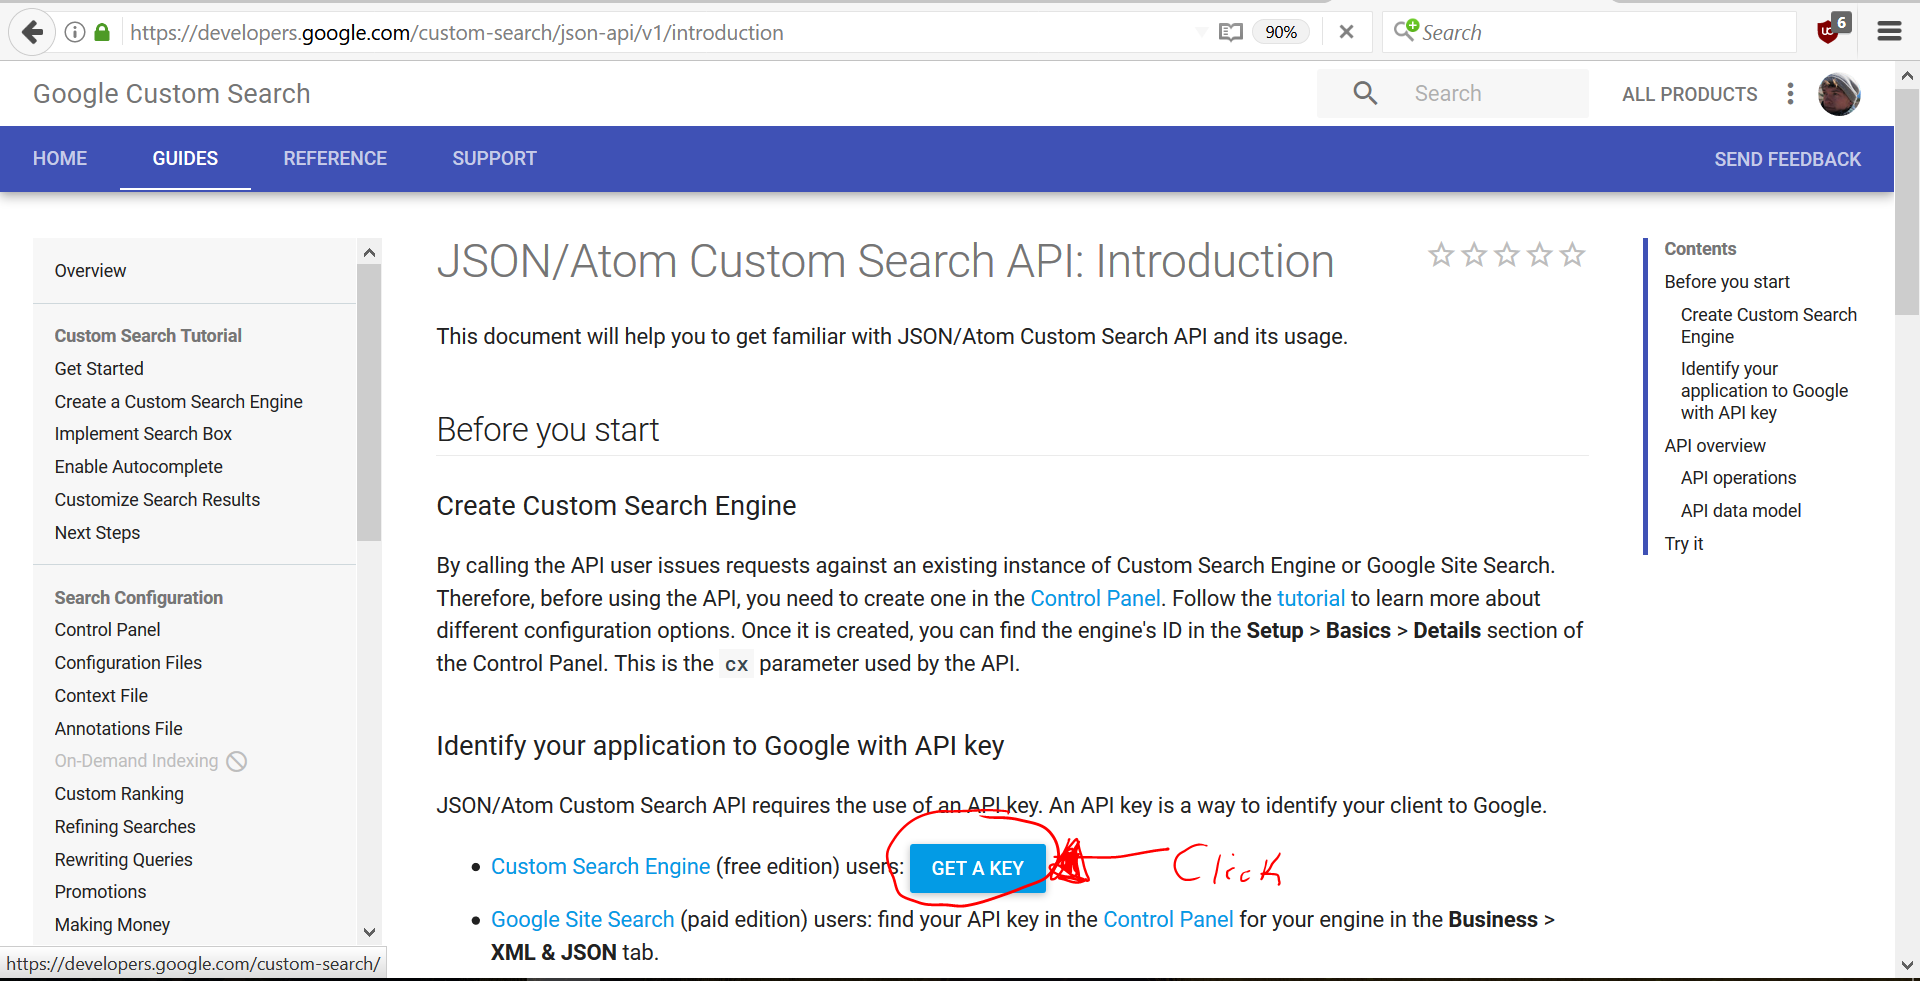 https://developers.google.com/custom-search/json-api/v1/introduction
90%
Search
6
Google Custom Search
Search
ALL PRODUCTS
HOME
GUIDES
REFERENCE
SUPPORT
SEND FEEDBACK
Overview
Custom Search Tutorial
Get Started
Create a Custom Search Engine
Implement Search Box
Enable Autocomplete
Customize Search Results
Next Steps
Search Configuration
Control Panel
Configuration Files
Context File
Annotations File
On-Demand Indexing
Custom Ranking
Refining Searches
Rewriting Queries
Promotions
Making Money
JSON/Atom Custom Search API: Introduction
This document will help you to get familiar with JSON/Atom Custom Search API and its usage.
Before you start
Create Custom Search Engine
By calling the API user issues requests against an existing instance of Custom Search Engine or Google Site Search.
Therefore, before using the API, you need to create one in the Control Panel. Follow the tutorial to learn more about
different configuration options. Once it is created, you can find the engine's ID in the Setup > Basics > Details section of
the Control Panel. This is the cx parameter used by the API.
Identify your application to Google with API key
JSON/Atom Custom Search API requires the use of an API key. An API key is a way to identify your client to Google.
• Custom Search Engine (free edition) users: GET A KEY
Click
• Google Site Search (paid edition) users: find your API key in the Control Panel for your engine in the Business >
XML & JSON tab.
Contents
Before you start
Create Custom Search
Engine
Identify your
application to Google
with API key
API overview
API operations
API data model
Try it
https://developers.google.com/custom-search/